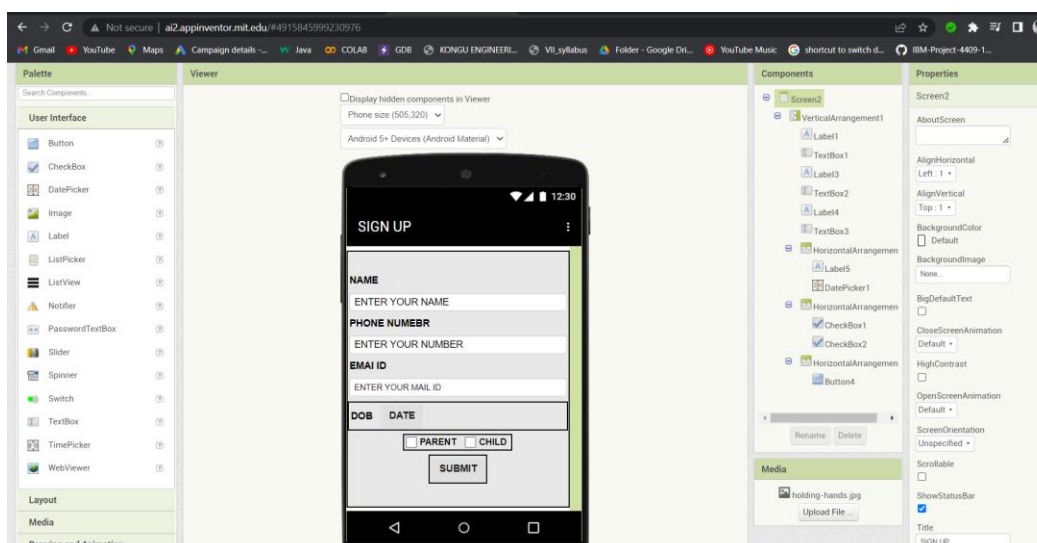 Not secure | ai2.appinventor.mit.edu/#4915845999230976
Gmail YouTube Maps Campaign details -... Java COLAB GDB KONGU ENGINEERI... VII_syllabus Folder - Google Dri... YouTube Music shortcut to switch d... IBM-Project-4409-1...
Palette
Search Components...
User Interface
Button
CheckBox
DatePicker
Image
Label
ListPicker
ListView
Notifier
PasswordTextBox
Slider
Spinner
Switch
TextBox
TimePicker
WebViewer
Layout
Media
Drawing and Animation
Viewer
Display hidden components in Viewer
Phone size (505,320)
Android 5+ Devices (Android Material)
12:30
SIGN UP
NAME
ENTER YOUR NAME
PHONE NUMEBR
ENTER YOUR NUMBER
EMAI ID
ENTER YOUR MAIL ID
DOB DATE
PARENT CHILD
SUBMIT
Components
Screen2
VerticalArrangement1
Label1
TextBox1
Label3
TextBox2
Label4
TextBox3
HorizontalArrangemen
Label5
DatePicker1
HorizontalArrangemen
CheckBox1
CheckBox2
HorizontalArrangemen
Button4
Rename Delete
Media
holding-hands.jpg
Upload File ...
Properties
Screen2
AboutScreen
AlignHorizontal
Left : 1
AlignVertical
Top : 1
BackgroundColor
Default
BackgroundImage
None...
BigDefaultText
CloseScreenAnimation
Default
HighContrast
OpenScreenAnimation
Default
ScreenOrientation
Unspecified
Scrollable
ShowStatusBar
Title
SIGN UP